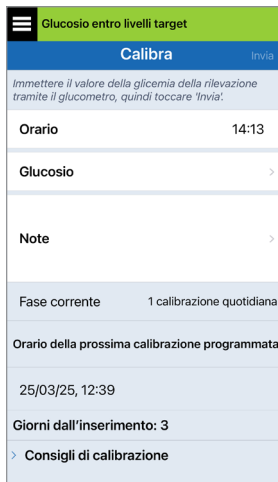 Glucosio entro livelli target
Calibra
Invia
Immettere il valore della glicemia della rilevazione
tramite il glucometro, quindi toccare 'Invia'.
Orario 14:13
Glucosio
Note
Fase corrente 1 calibrazione quotidiana
Orario della prossima calibrazione programmata
25/03/25, 12:39
Giorni dall'inserimento: 3
Consigli di calibrazione